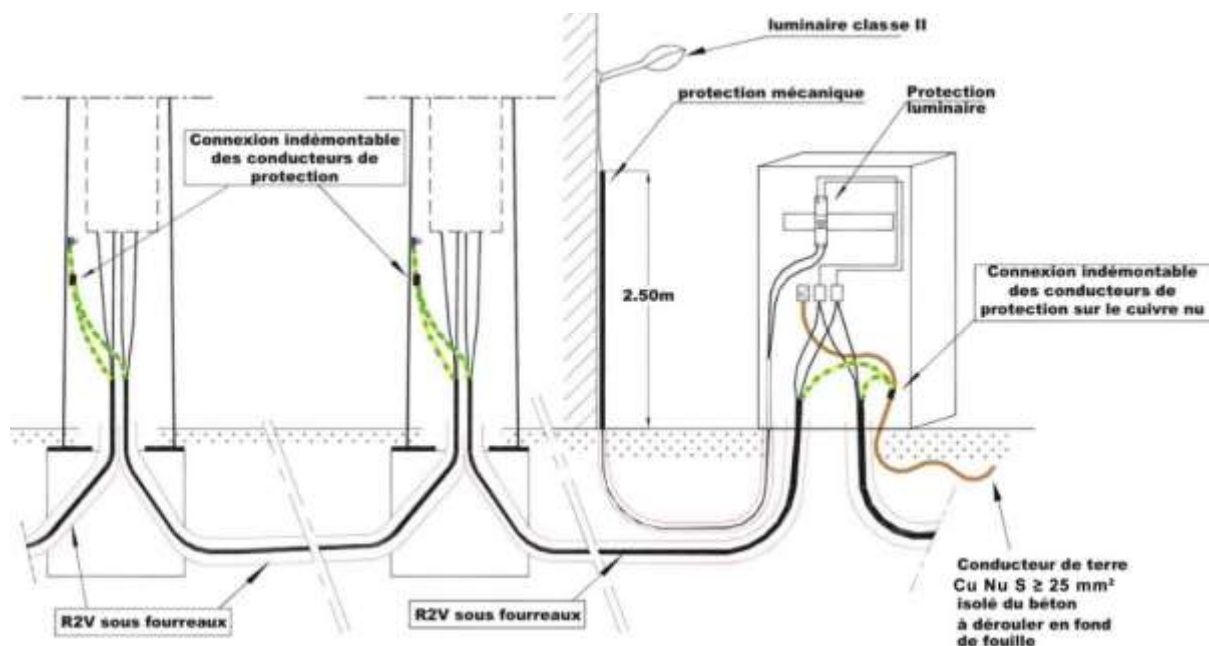 luminaire classe II
protection mécanique
Protection
luminaire
Connexion indémontable
des conducteurs de
protection
2.50m
Connexion indémontable
des conducteurs de
protection sur le cuivre nu
R2V sous fourreaux
R2V sous fourreaux
Conducteur de terre
Cu Nu S ≥ 25 mm²
isolé du béton
à dérouler en fond
de fouille